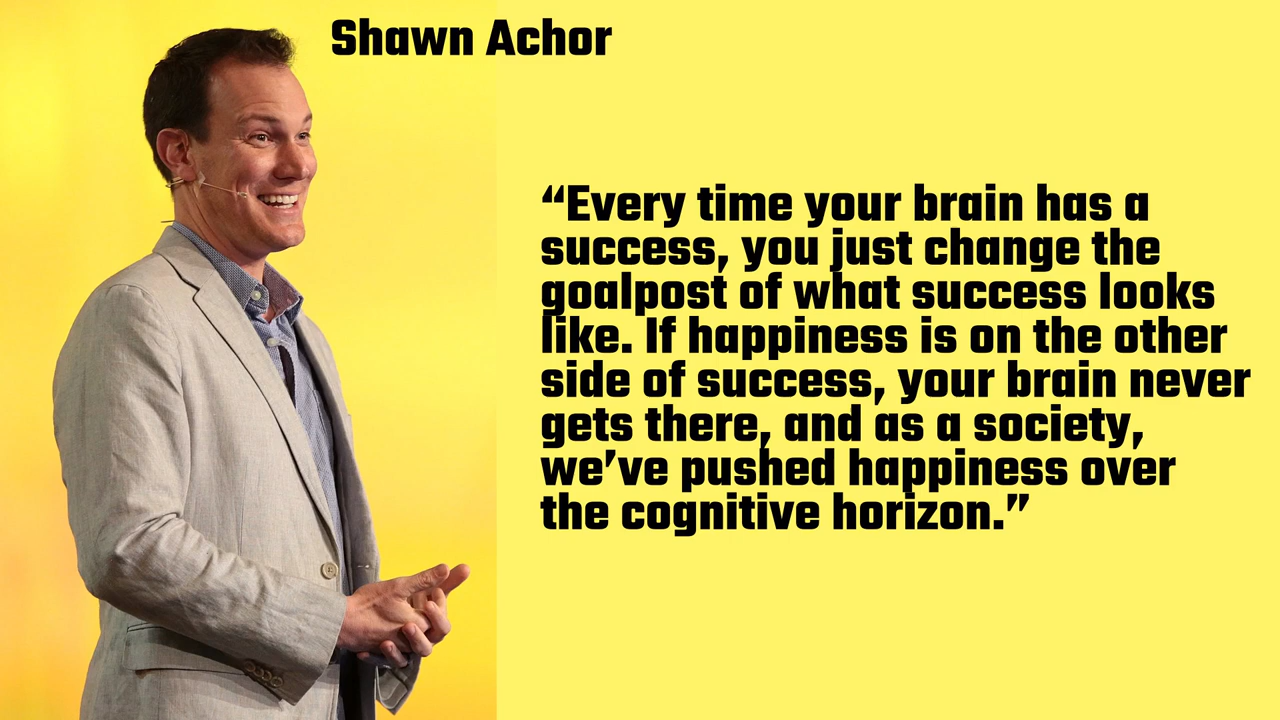 Shawn Achor
“Every time your brain has a
success, you just change the
goalpost of what success looks
like. If happiness is on the other
side of success, your brain never
gets there, and as a society,
we’ve pushed happiness over
the cognitive horizon.”